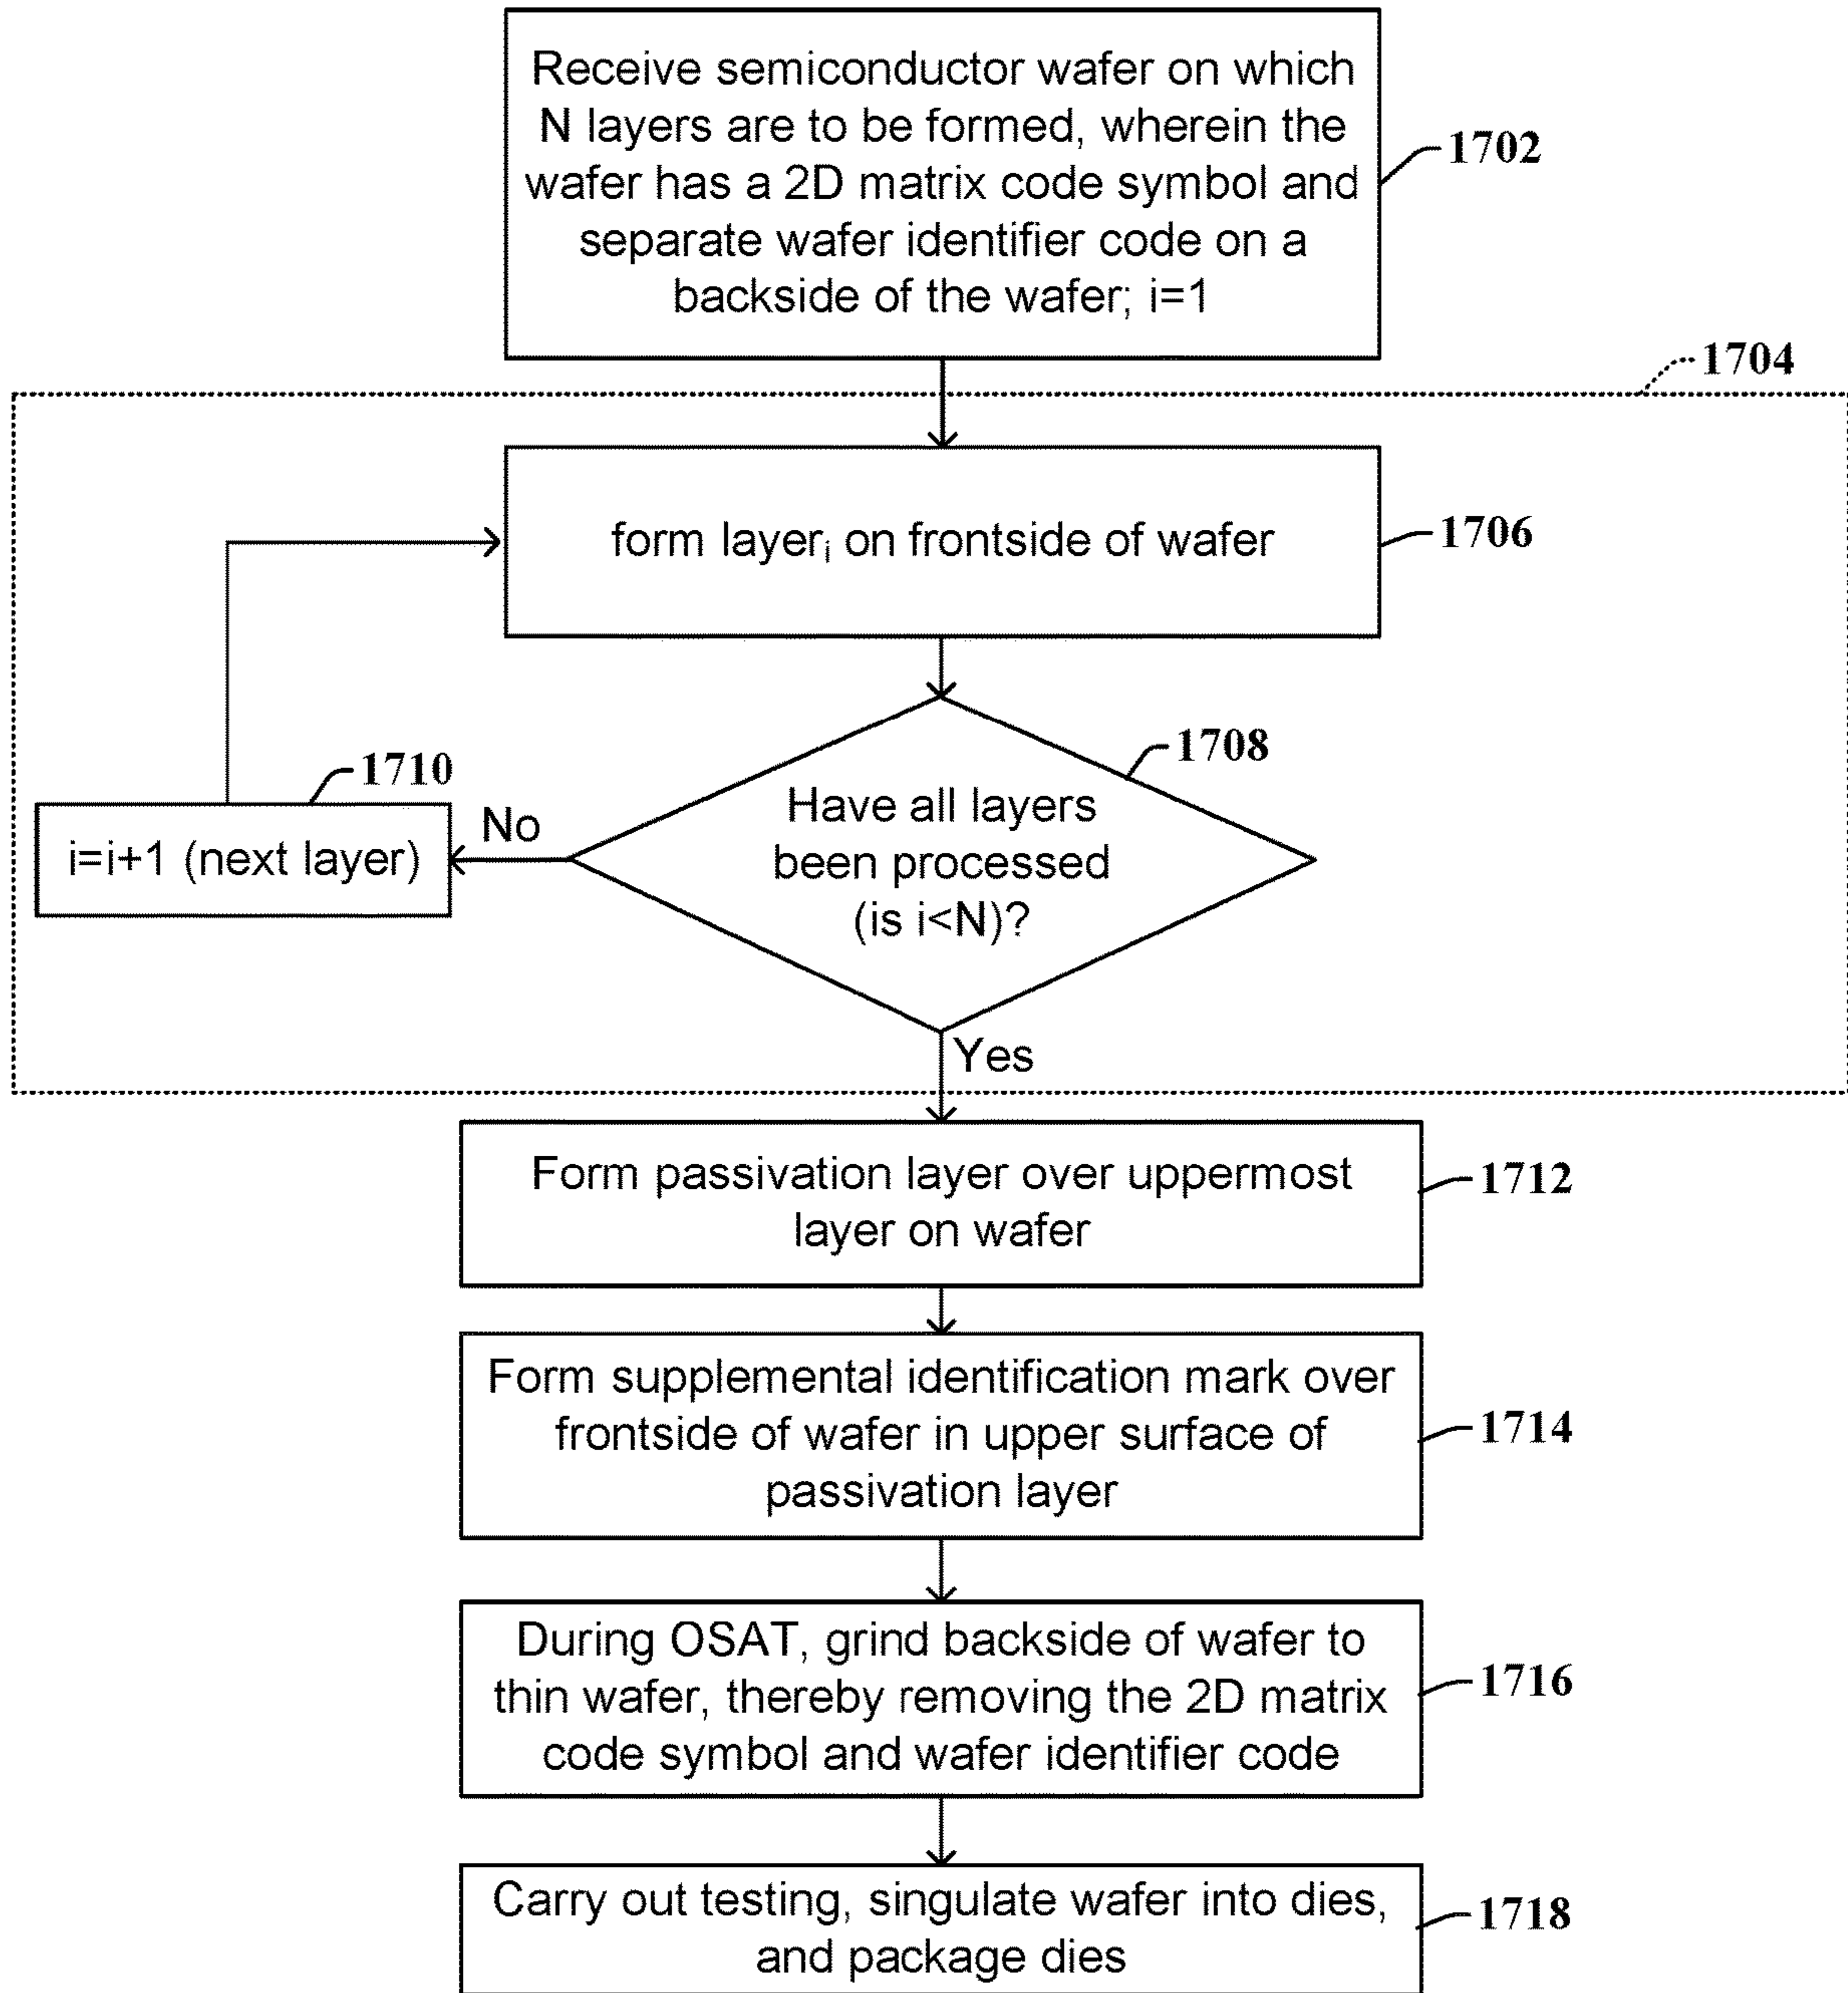 Receive semiconductor wafer on which
N layers are to be formed, wherein the
wafer has a 2D matrix code symbol and
separate wafer identifier code on a
backside of the wafer; i=1
1702
1704
form layerᵢ on frontside of wafer
1706
1708
Have all layers
been processed
(is i<N)?
No
1710
i=i+1 (next layer)
Yes
Form passivation layer over uppermost
layer on wafer
1712
Form supplemental identification mark over
frontside of wafer in upper surface of
passivation layer
1714
During OSAT, grind backside of wafer to
thin wafer, thereby removing the 2D matrix
code symbol and wafer identifier code
1716
Carry out testing, singulate wafer into dies,
and package dies
1718